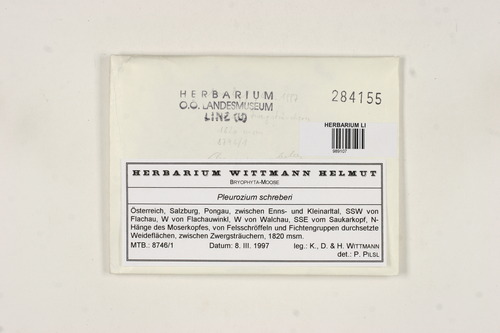 HERBARIUM
O.Ö. LANDESMUSEUM
LINZ (LI)
284155
HERBARIUM LI
989107
HERBARIUM WITTMANN HELMUT
BRYOPHYTA-MOOSE
Pleurozium schreberi
Österreich, Salzburg, Pongau, zwischen Enns- und Kleinarltal, SSW von
Flachau, W von Flachauwinkl, W von Walchau, SSE vom Saukarkopf, N-
Hänge des Moserkopfes, von Felsschröffeln und Fichtengruppen durchsetzte
Weideflächen, zwischen Zwergsträuchern, 1820 msm.
MTB.: 8746/1 Datum: 8. III. 1997 leg.: K., D. & H. WITTMANN
det.: P. PILSL